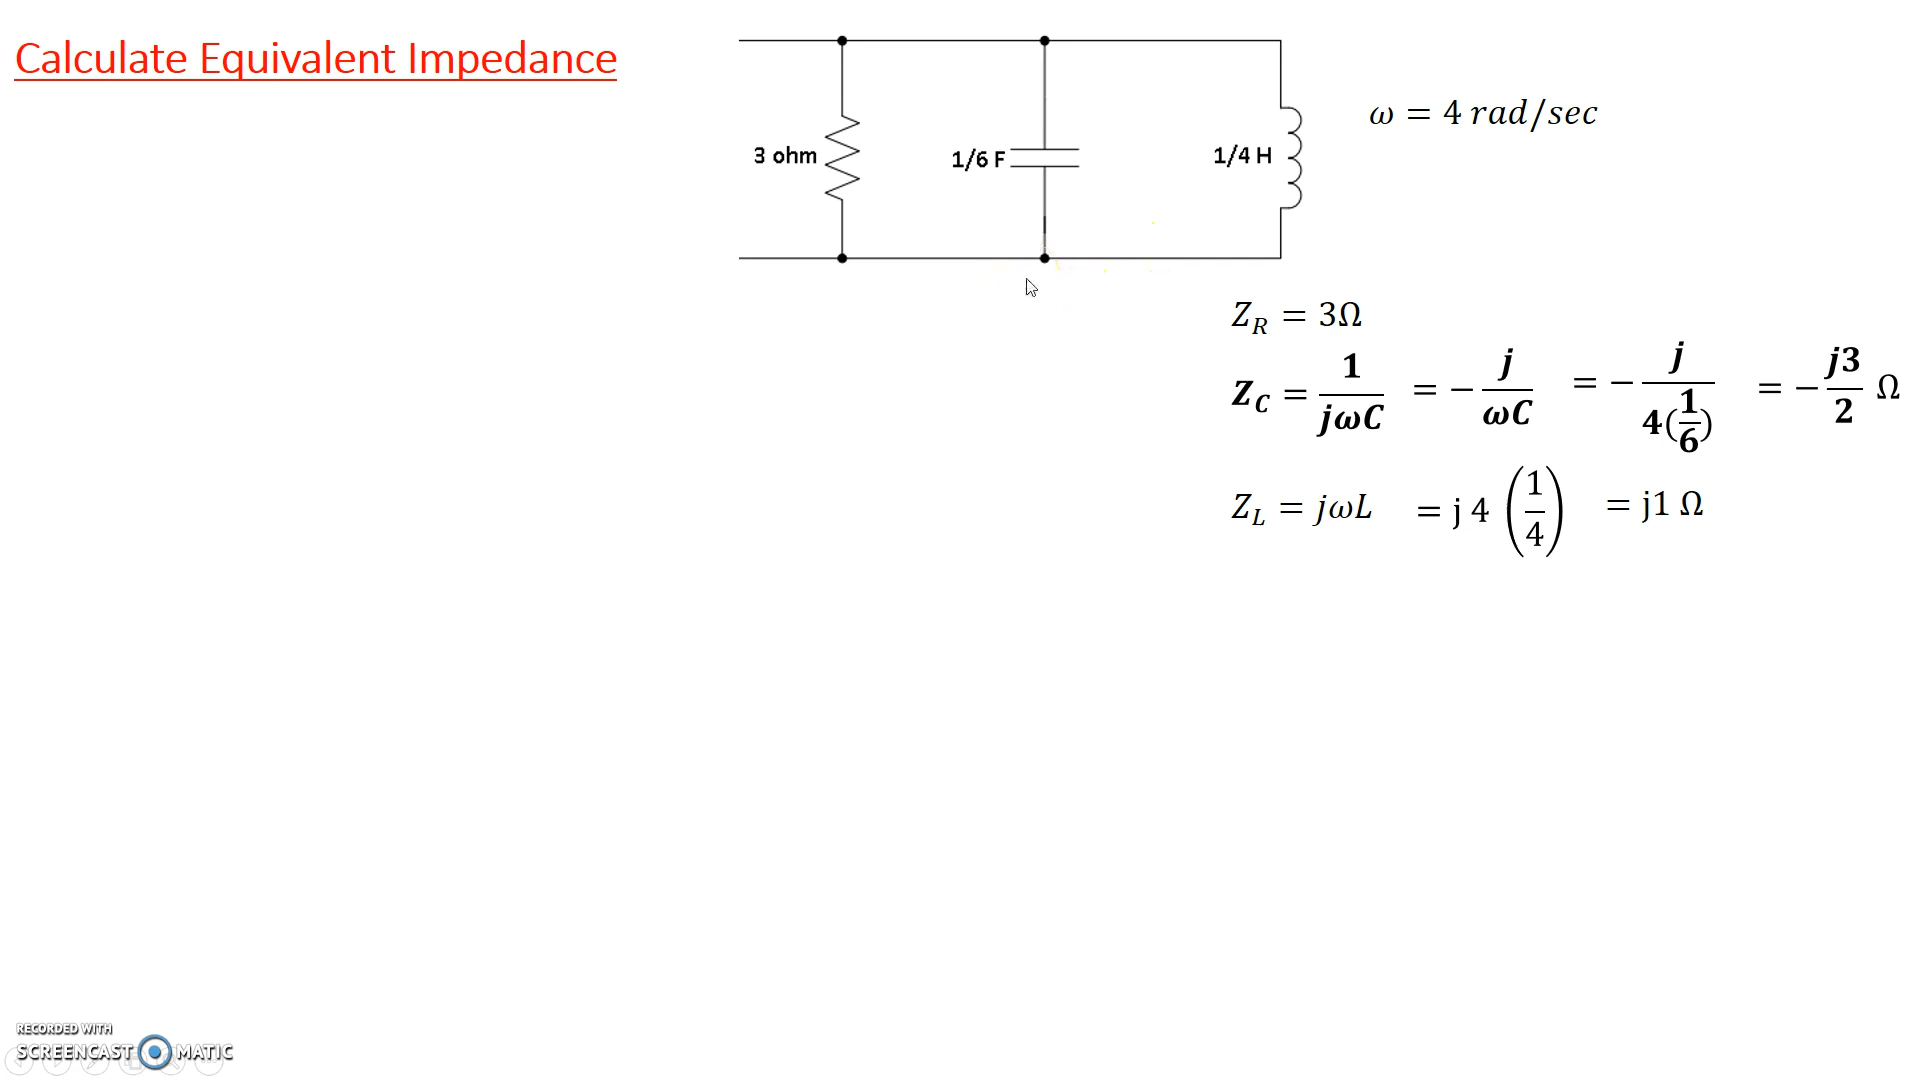 Calculate Equivalent Impedance
3 ohm
1/6 F
1/4 H
ω = 4 rad/sec
Z_R = 3Ω
Z_C = 1/jωC = − j/ωC = − j/4(1/6) = − j3/2 Ω
Z_L = jωL = j 4 (1/4) = j1 Ω
RECORDED WITH
SCREENCAST MATIC